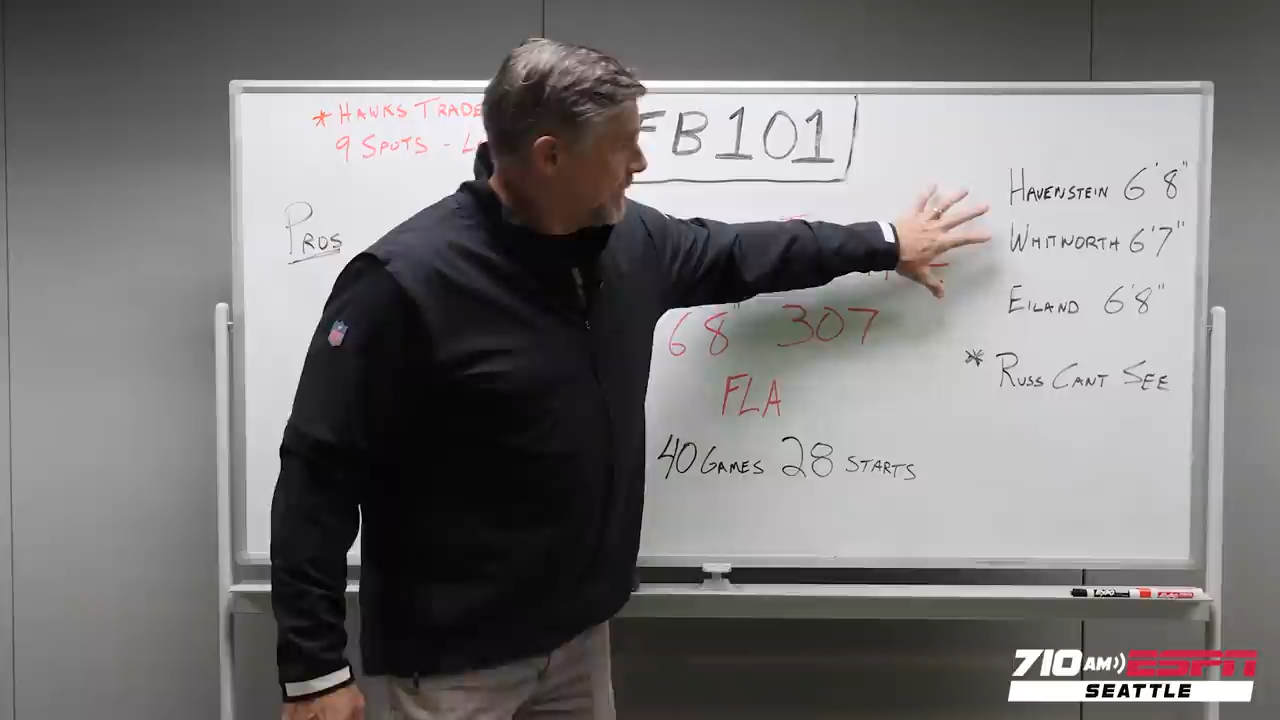 * HAWKS TRADE
9 SPOTS -
FB101
PROS
HAVENSTEIN 6'8"
WHITWORTH 6'7"
EILAND 6'8"
* RUSS CANT SEE
6 8" 307
FLA
40 GAMES 28 STARTS
EXPO
710 AM ESPN
SEATTLE